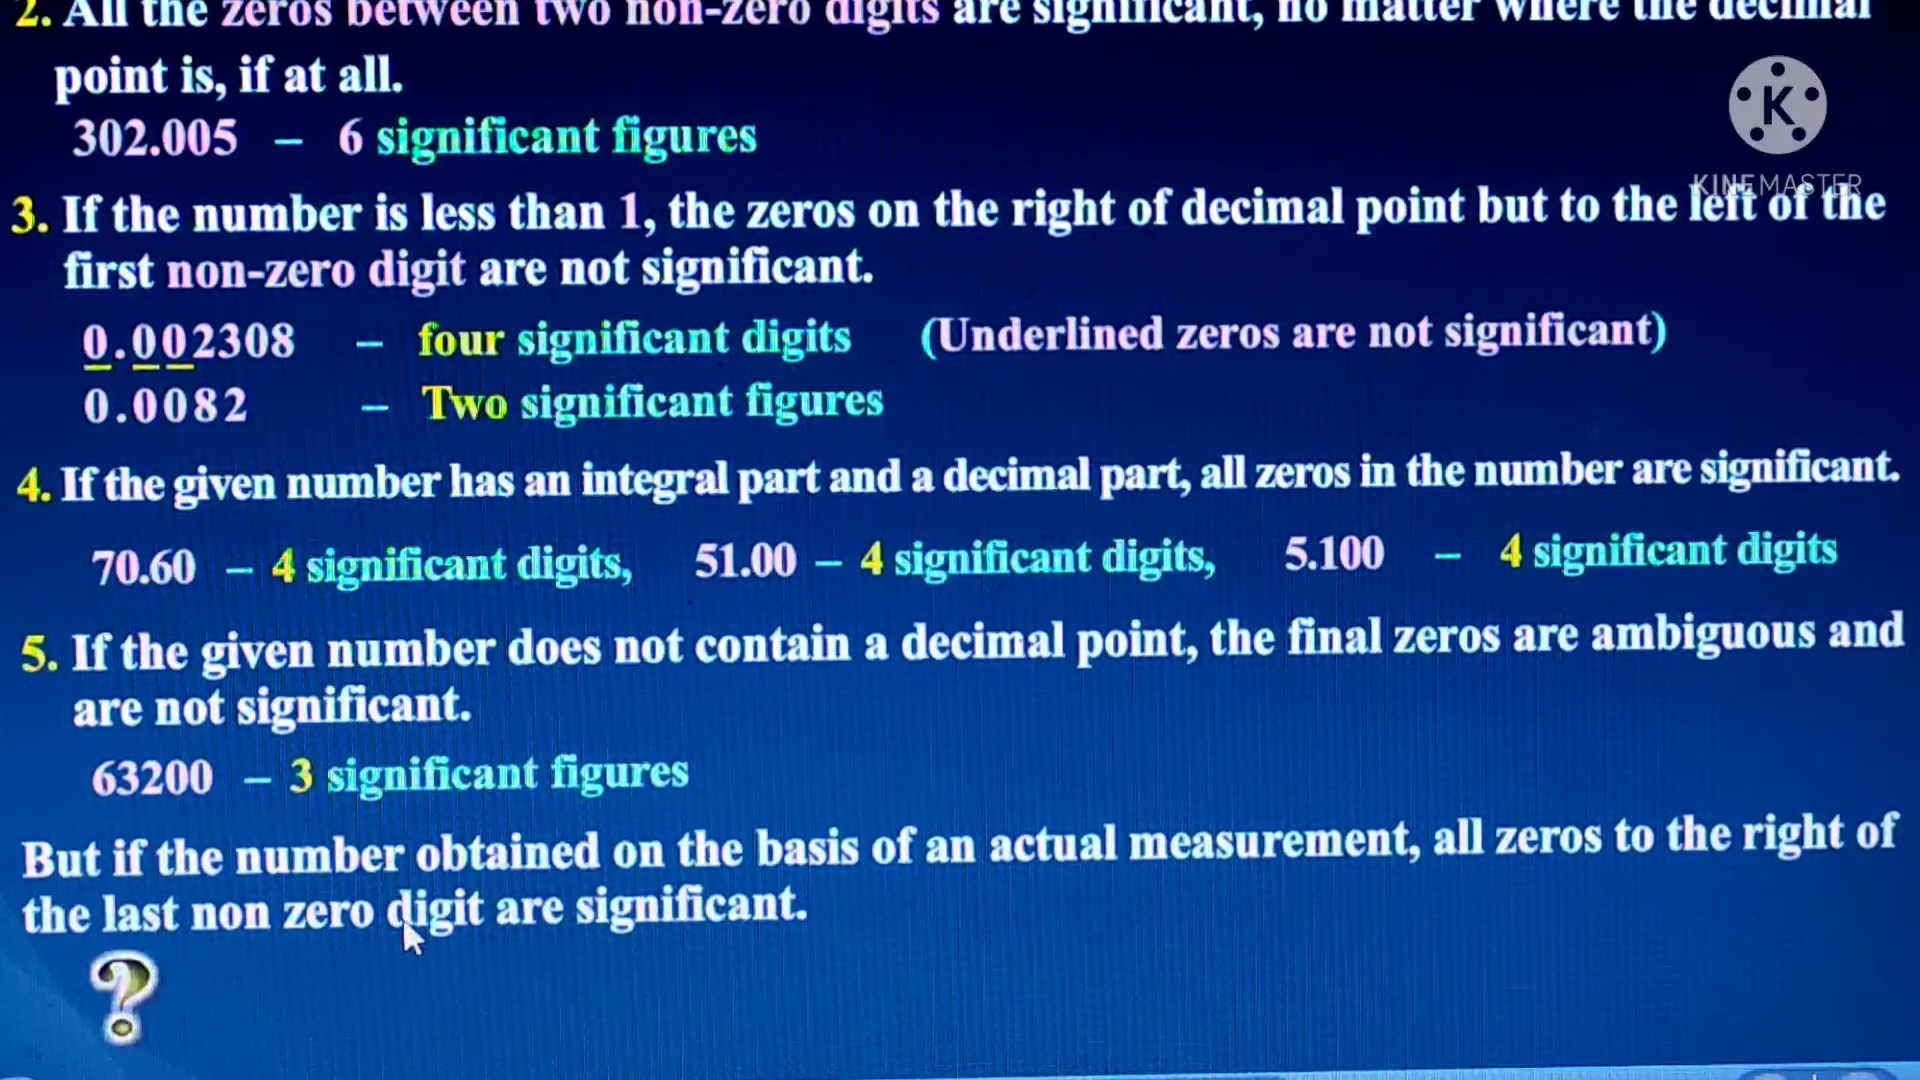 2. All the zeros between two non-zero digits are significant, no matter where the decimal
point is, if at all.
302.005 – 6 significant figures
K
KINEMASTER
3. If the number is less than 1, the zeros on the right of decimal point but to the left of the
first non-zero digit are not significant.
0.002308 – four significant digits (Underlined zeros are not significant)
0.0082 – Two significant figures
4. If the given number has an integral part and a decimal part, all zeros in the number are significant.
70.60 – 4 significant digits, 51.00 – 4 significant digits, 5.100 – 4 significant digits
5. If the given number does not contain a decimal point, the final zeros are ambiguous and
are not significant.
63200 – 3 significant figures
But if the number obtained on the basis of an actual measurement, all zeros to the right of
the last non zero digit are significant.
?